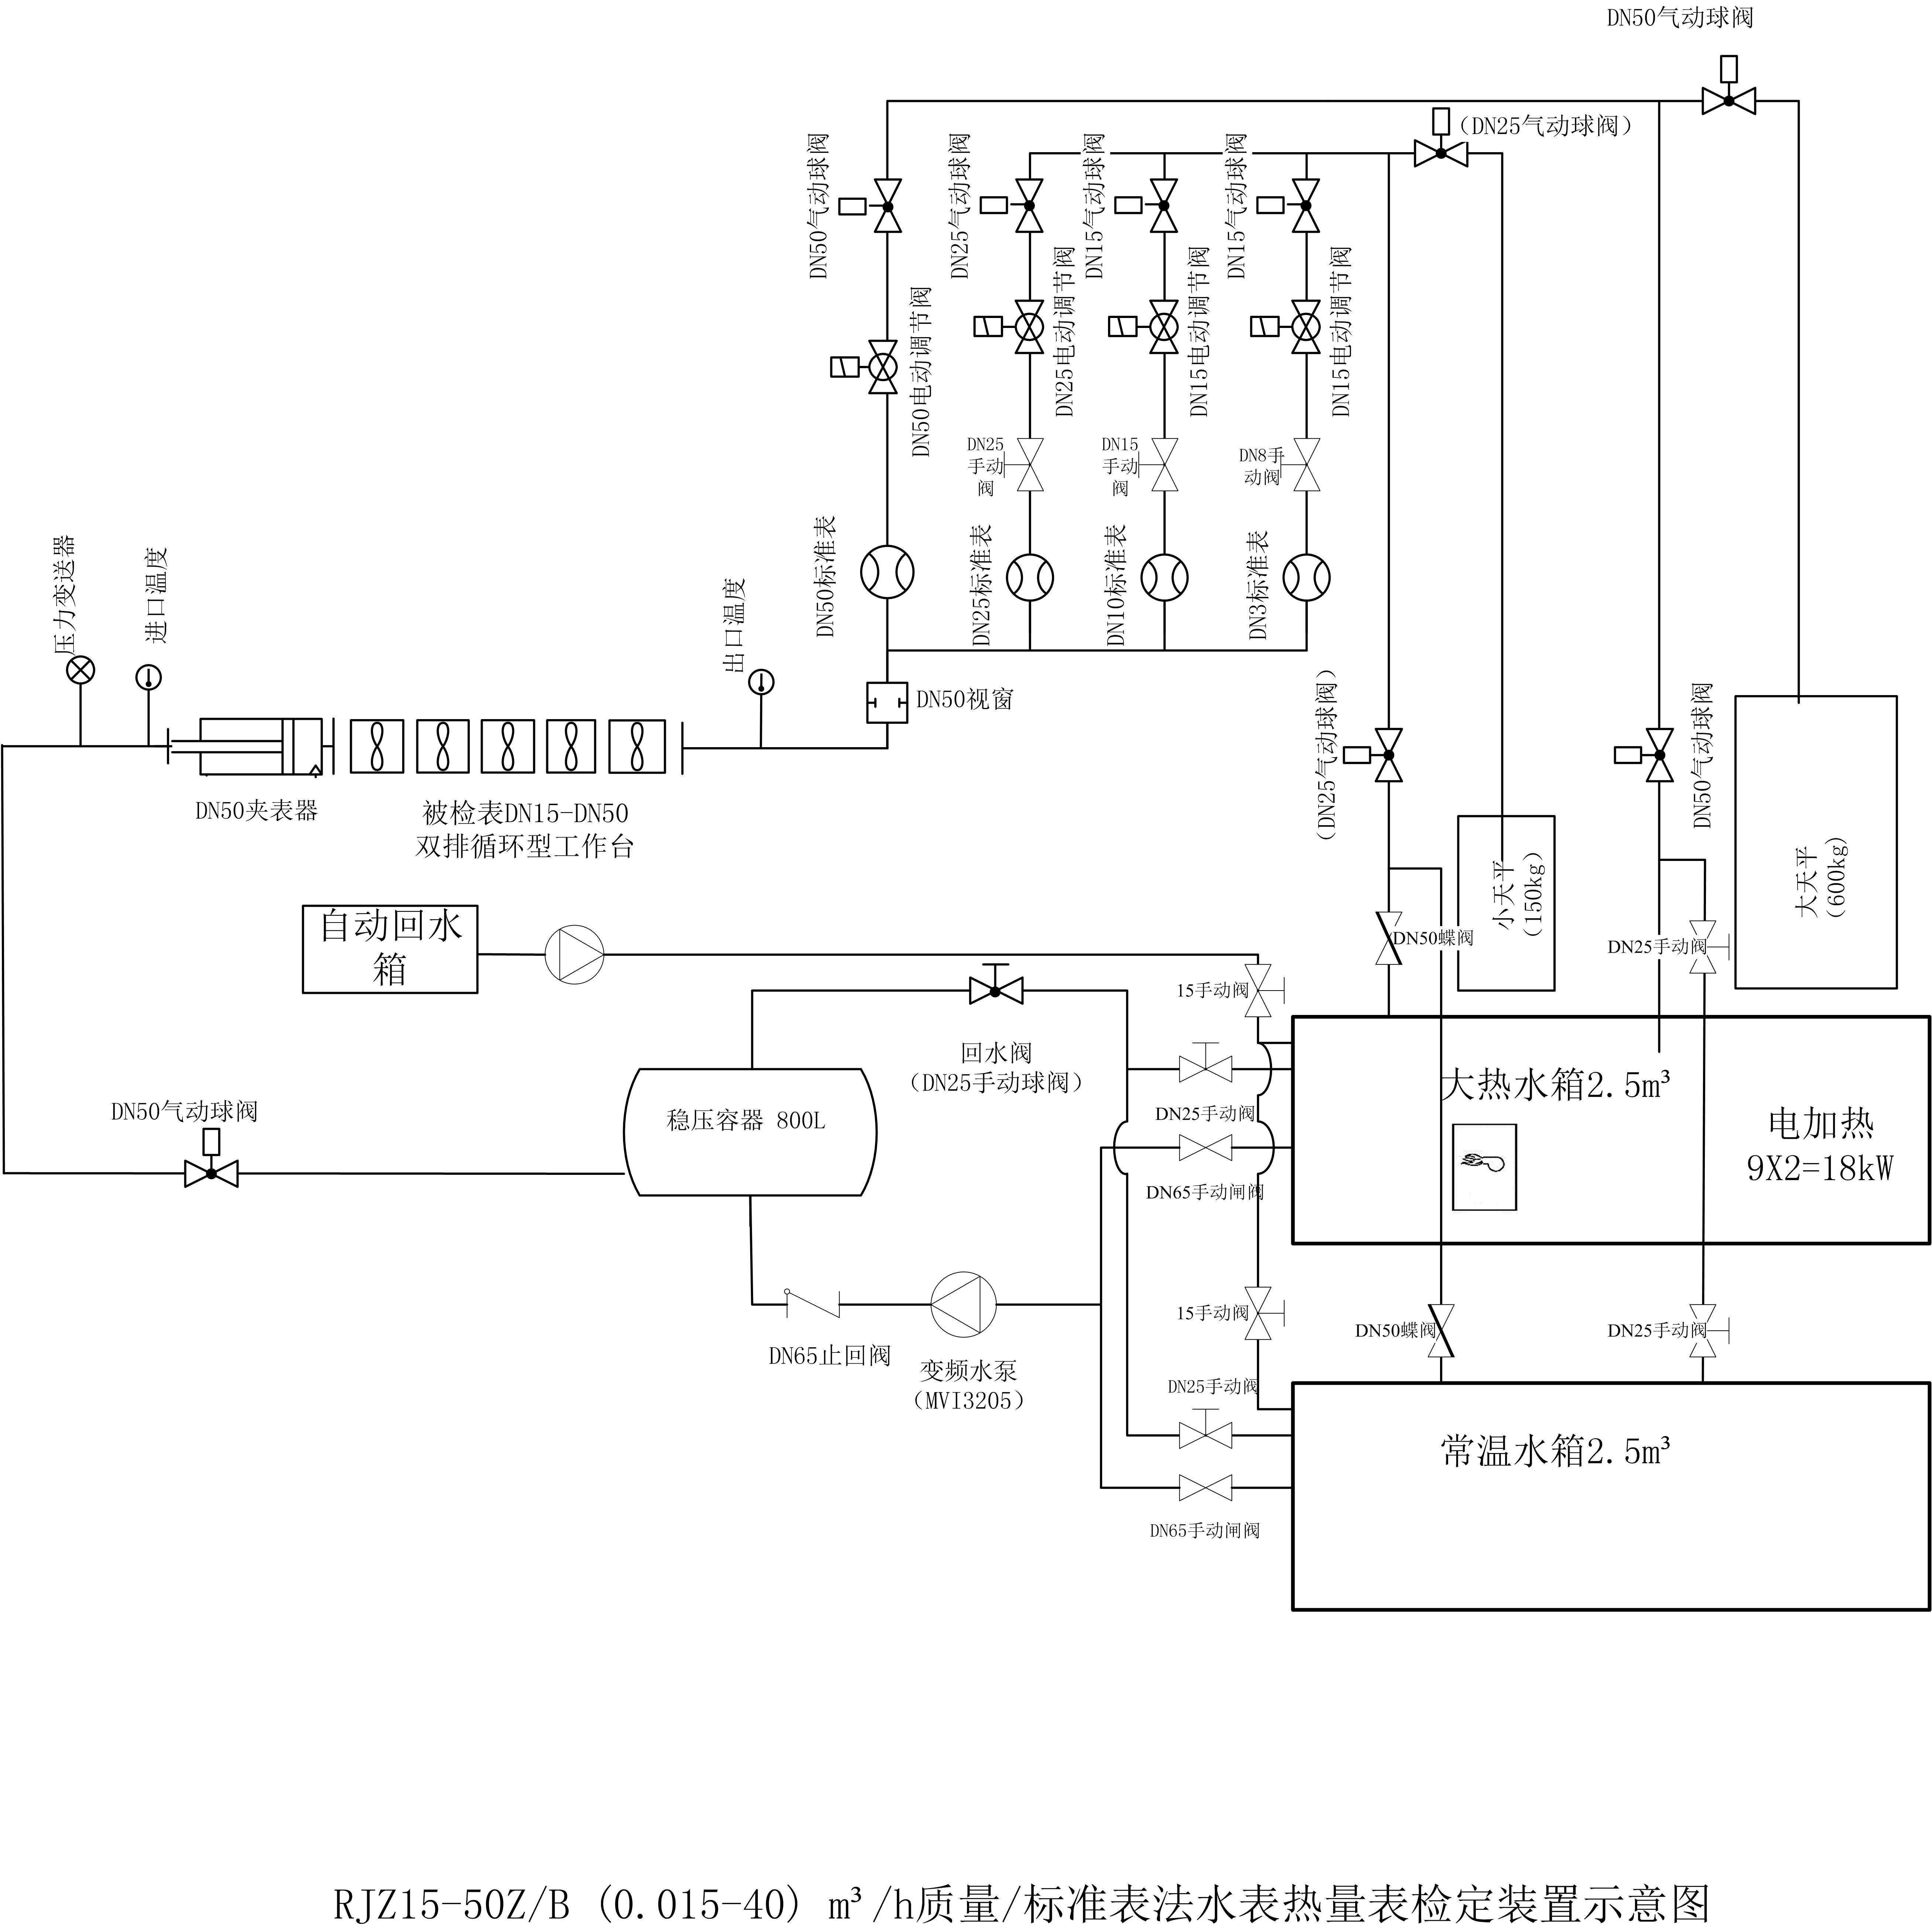 DN50气动球阀
（DN25气动球阀）
DN50气动球阀
DN25气动球阀
DN15气动球阀
DN15气动球阀
DN50电动调节阀
DN25电动调节阀
DN15电动调节阀
DN15电动调节阀
DN25
手动
阀
DN15
手动
阀
DN8手
动阀
DN50标准表
DN25标准表
DN10标准表
DN3标准表
压力变送器
进口温度
出口温度
DN50视窗
（DN25气动球阀）
DN50气动球阀
DN50夹表器
被检表DN15-DN50
双排循环型工作台
小天平
（150kg）
大天平
（600kg）
自动回水
箱
DN50蝶阀
DN25手动阀
15手动阀
回水阀
（DN25手动球阀）
大热水箱2.5m³
DN50气动球阀
稳压容器 800L
DN25手动阀
电加热
9X2=18kW
DN65手动闸阀
15手动阀
DN50蝶阀
DN25手动阀
DN65止回阀
变频水泵
（MVI3205）
DN25手动阀
常温水箱2.5m³
DN65手动闸阀
RJZ15-50Z/B (0.015-40) m³/h质量/标准表法水表热量表检定装置示意图